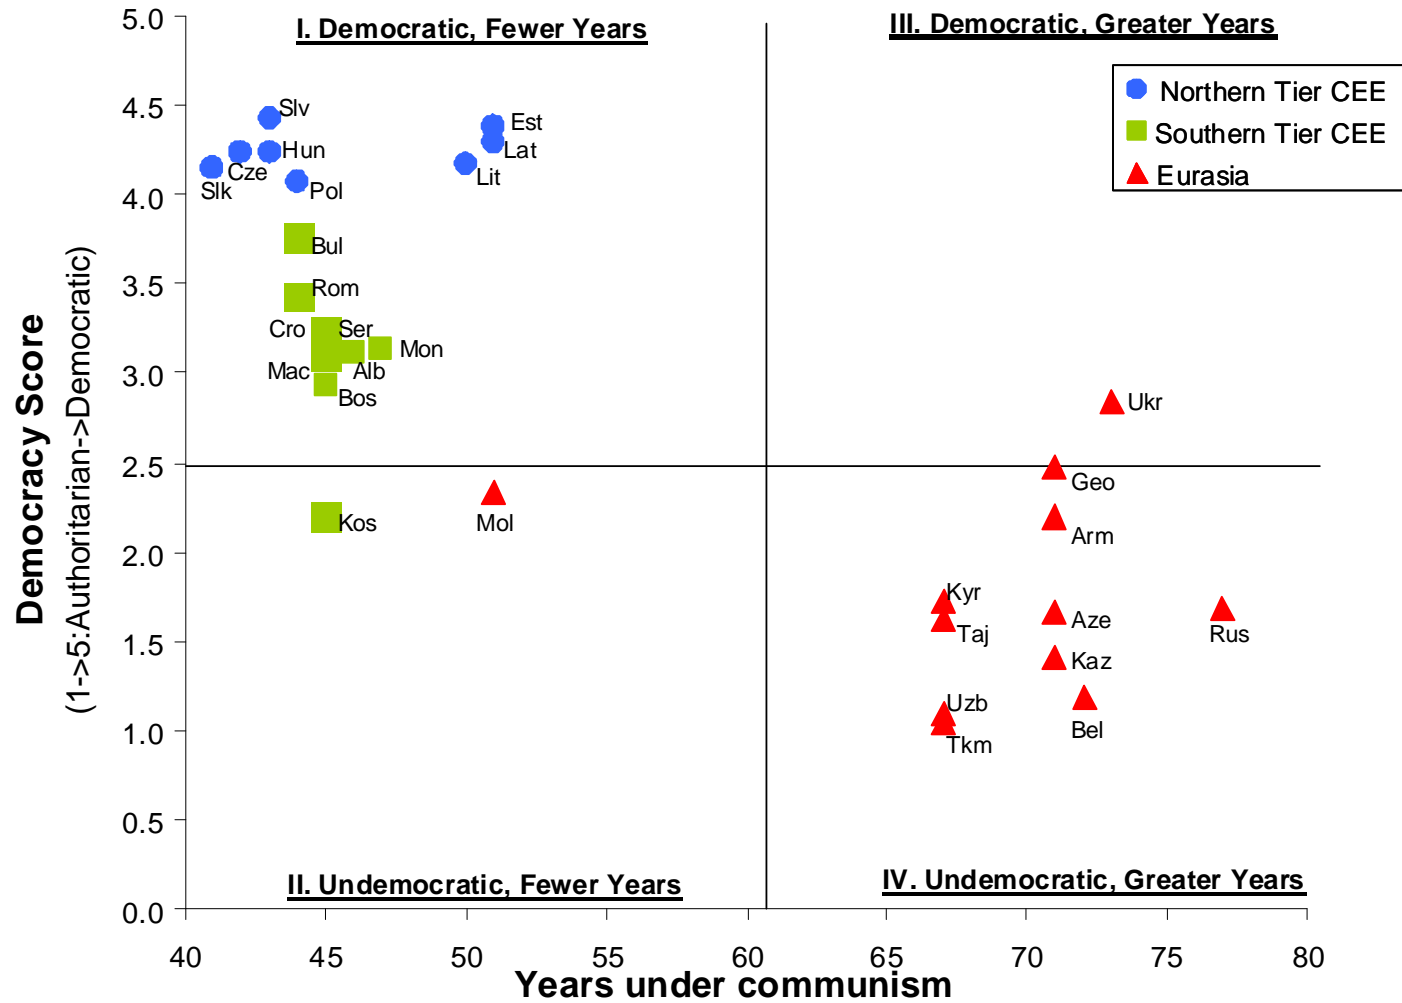 I. Democratic, Fewer Years
III. Democratic, Greater Years
Northern Tier CEE
Southern Tier CEE
Eurasia
Democracy Score
(1->5:Authoritarian->Democratic)
5.0
4.5
4.0
3.5
3.0
2.5
2.0
1.5
1.0
0.5
0.0
Slv
Hun
Cze
Slk
Pol
Est
Lat
Lit
Bul
Rom
Cro
Ser
Mon
Mac
Alb
Bos
Ukr
Geo
Kos
Mol
Arm
Kyr
Taj
Aze
Rus
Kaz
Uzb
Tkm
Bel
II. Undemocratic, Fewer Years
IV. Undemocratic, Greater Years
40 45 50 55 60 65 70 75 80
Years under communism